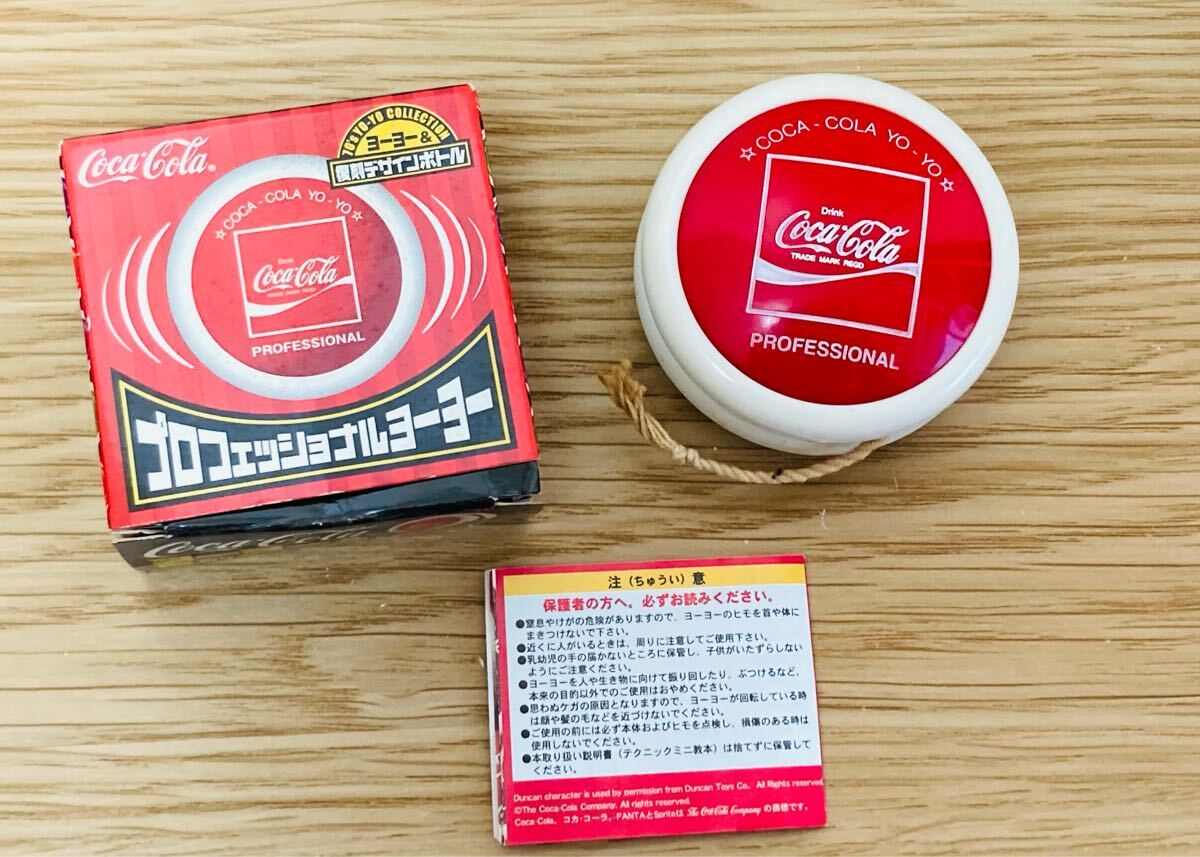 Coca-Cola®
70's YO-YO COLLECTION
ヨーヨー&
復刻デザインボトル
☆COCA-COLA YO-YO☆
Drink
Coca-Cola
TRADE MARK REGD
PROFESSIONAL
プロフェッショナルヨーヨー
Coca-Cola
☆COCA-COLA YO-YO☆
Drink
Coca-Cola
TRADE MARK REGD
PROFESSIONAL
注(ちゅうい)意
保護者の方へ。必ずお読みください。
●窒息やけがの危険がありますので、ヨーヨーのヒモを首や体に
まきつけないで下さい。
●近くに人がいるときは、周りに注意してご使用下さい。
●乳幼児の手の届かないところに保管し、子供がいたずらしない
ようにご注意ください。
●ヨーヨーを人や生き物に向けて振り回したり、ぶつけるなど、
本来の目的以外でのご使用はおやめください。
●思わぬケガの原因となりますので、ヨーヨーが回転している時
は顔や髪の毛などを近づけないでください。
●ご使用の前には必ず本体およびヒモを点検し、損傷のある時は
使用しないでください。
●本取り扱い説明書(テクニックミニ教本)は捨てずに保管して
ください。
Duncan character is used by permission from Duncan Toys Co. All Rights reserved
©The Coca-Cola Company. All rights reserved.
Coca-Cola、コカ・コーラ、FANTAとSpriteは The Coca-Cola Company の商標です。